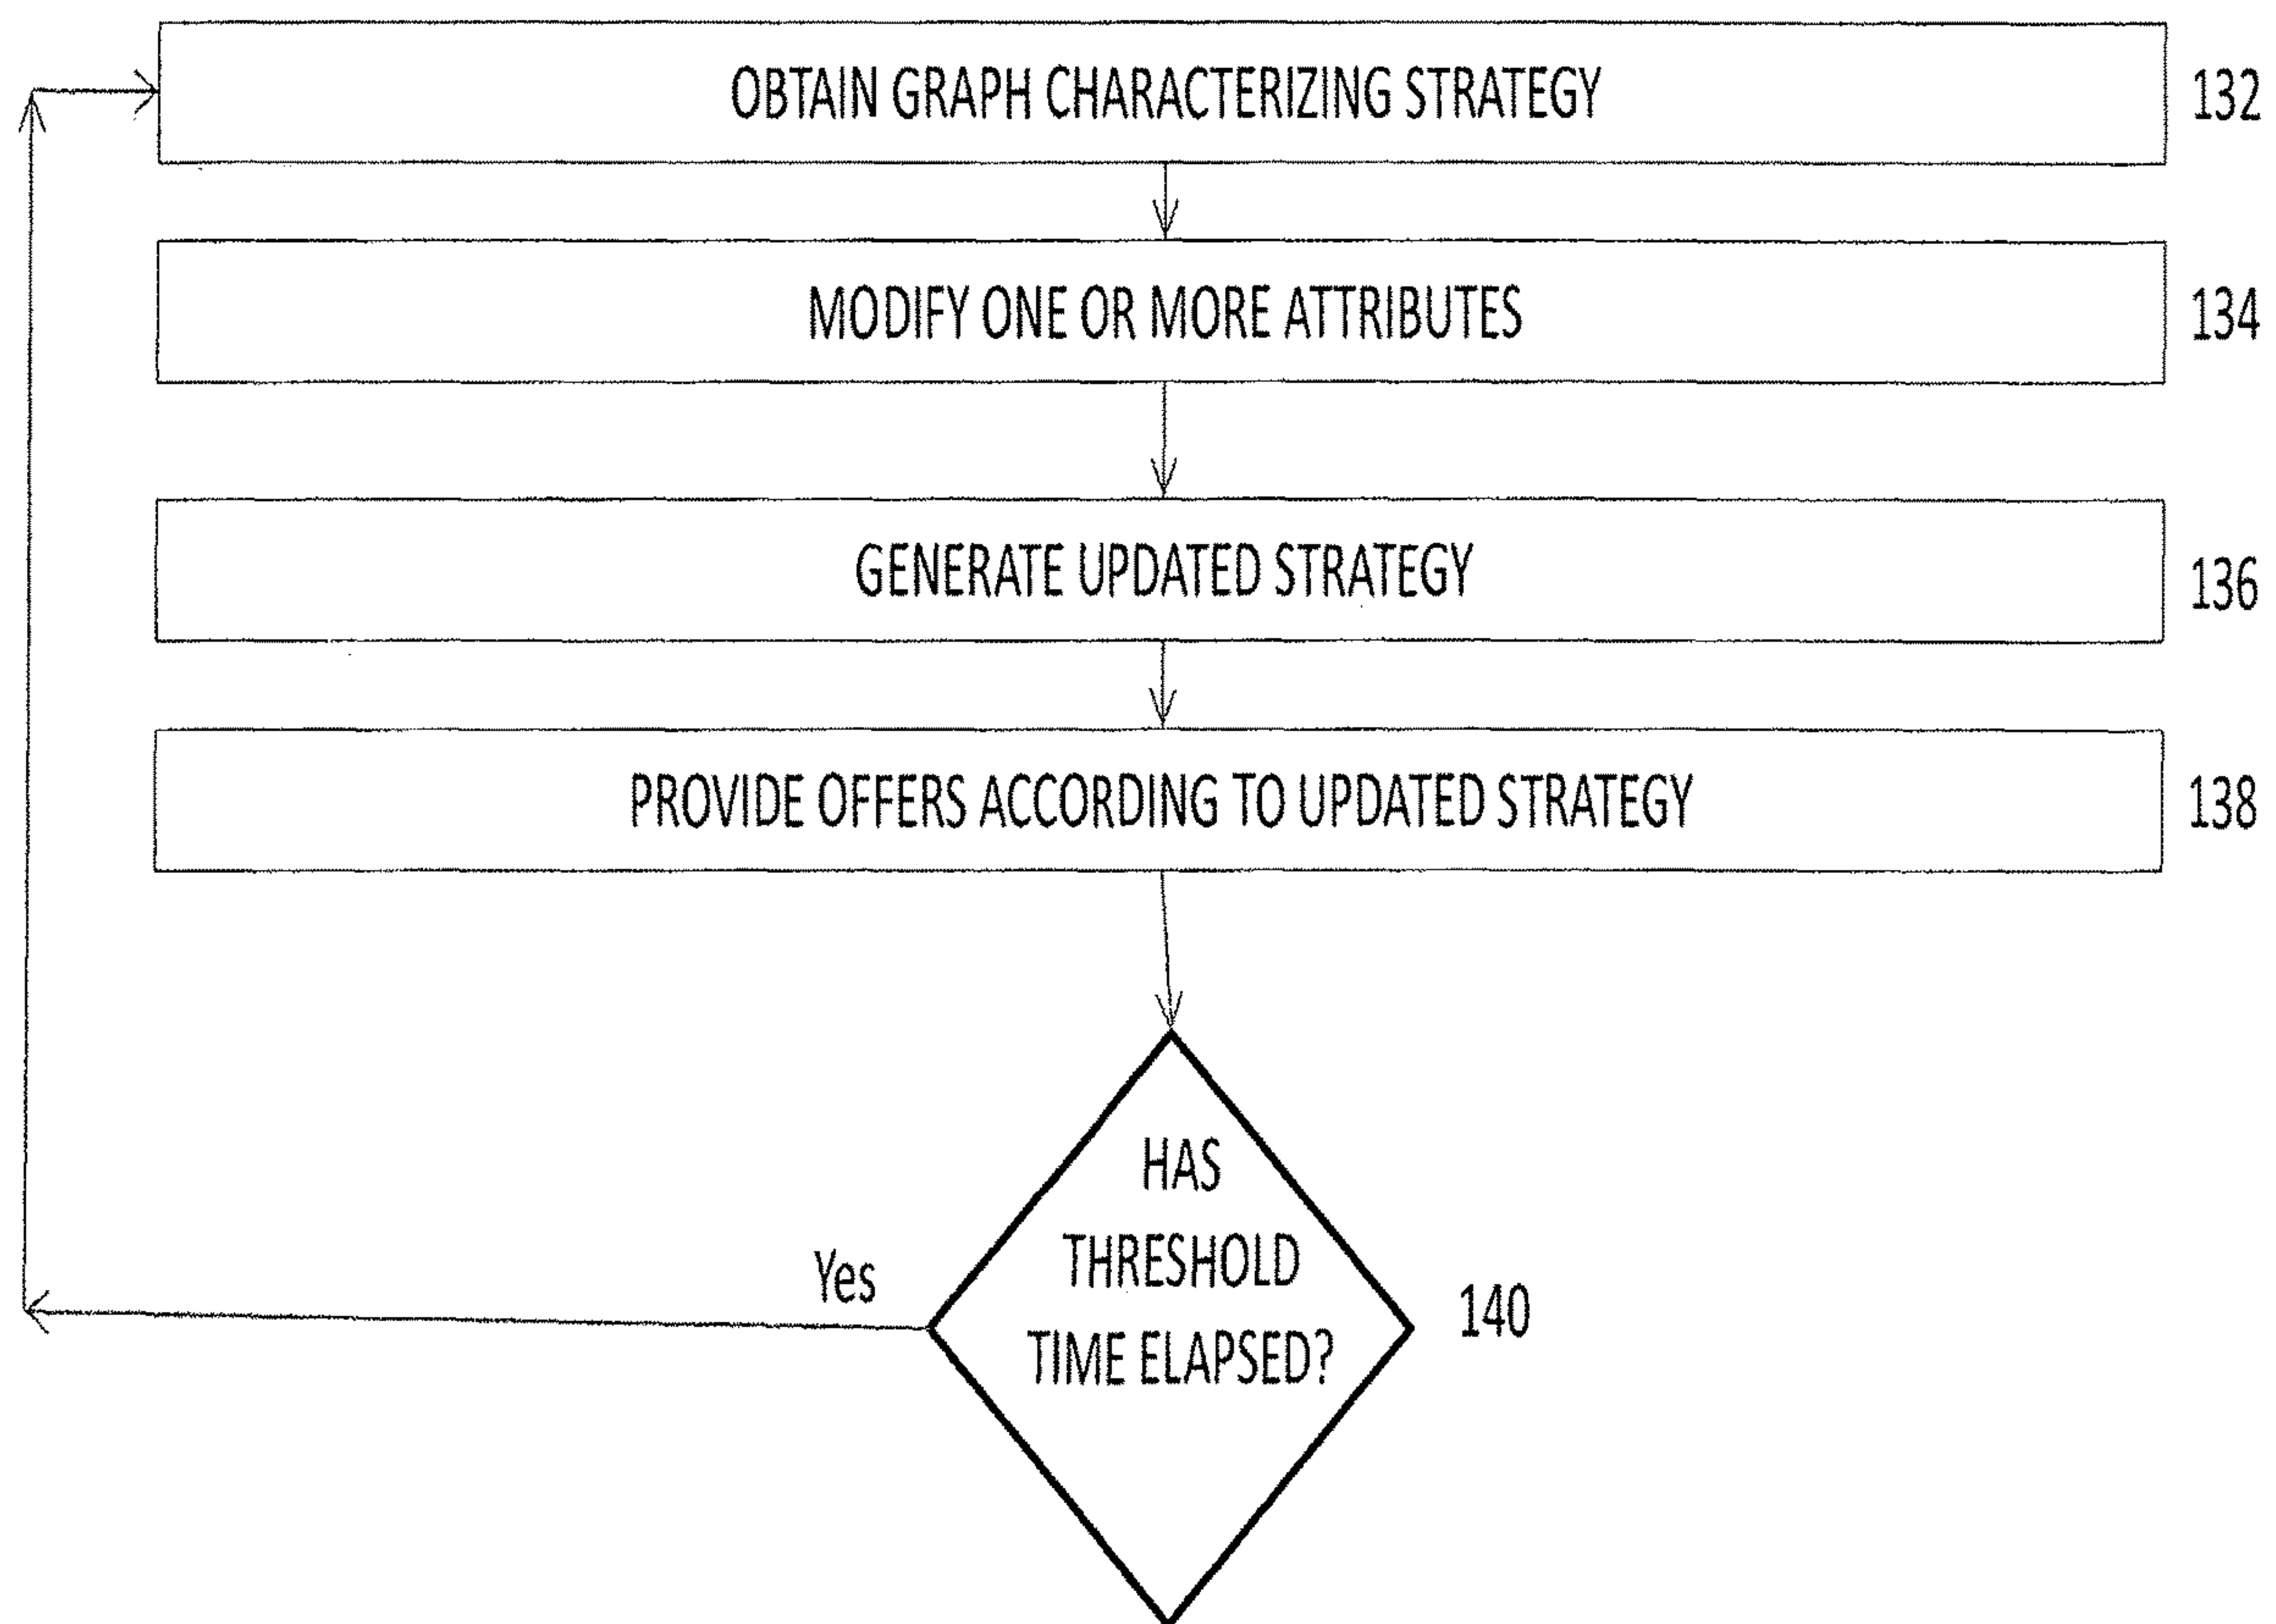 OBTAIN GRAPH CHARACTERIZING STRATEGY
132
MODIFY ONE OR MORE ATTRIBUTES
134
GENERATE UPDATED STRATEGY
136
PROVIDE OFFERS ACCORDING TO UPDATED STRATEGY
138
HAS
THRESHOLD
TIME ELAPSED?
Yes
140